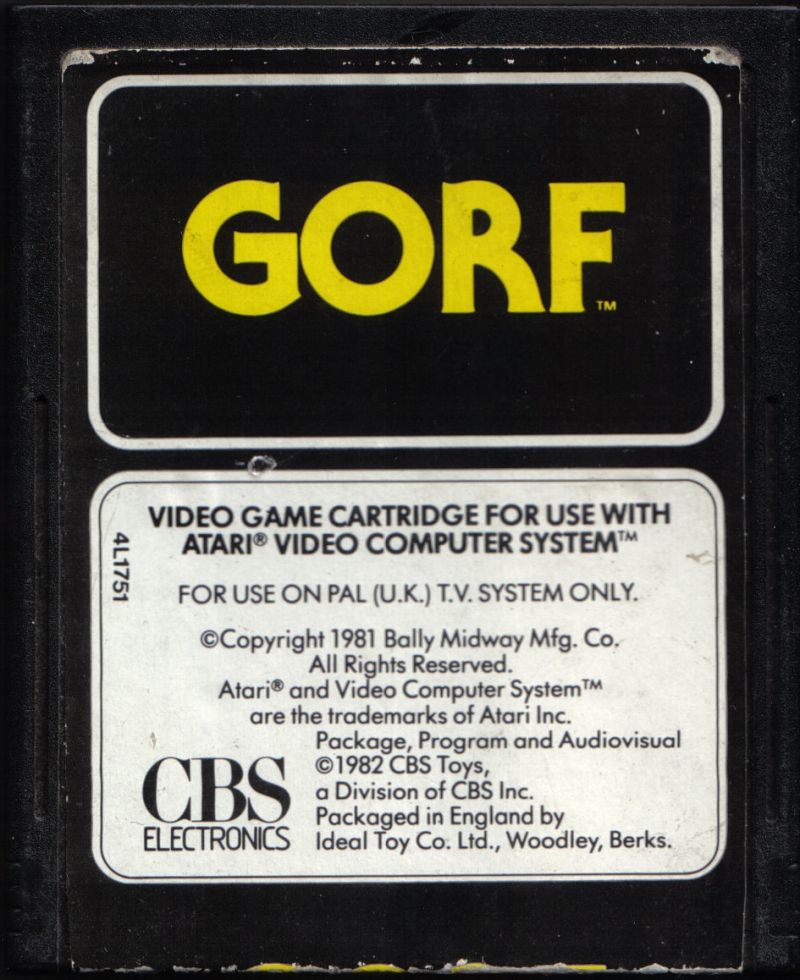 GORF™
VIDEO GAME CARTRIDGE FOR USE WITH
ATARI® VIDEO COMPUTER SYSTEM™
4L1751
FOR USE ON PAL (U.K.) T.V. SYSTEM ONLY.
©Copyright 1981 Bally Midway Mfg. Co.
All Rights Reserved.
Atari® and Video Computer System™
are the trademarks of Atari Inc.
Package, Program and Audiovisual
©1982 CBS Toys,
a Division of CBS Inc.
Packaged in England by
Ideal Toy Co. Ltd., Woodley, Berks.
CBS
ELECTRONICS